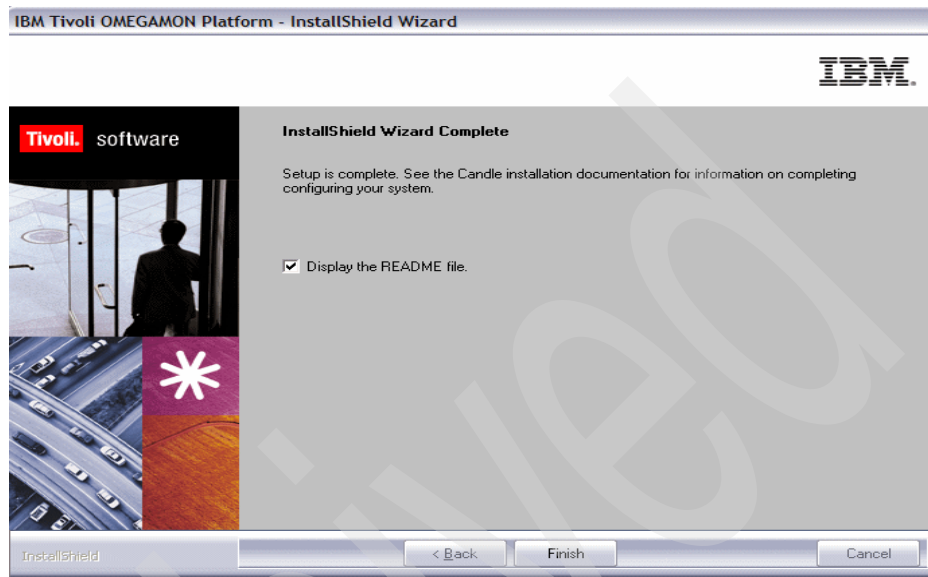 IBM Tivoli OMEGAMON Platform - InstallShield Wizard
IBM.
Tivoli. software
InstallShield Wizard Complete
Setup is complete. See the Candle installation documentation for information on completing
configuring your system.
Display the README file.
InstallShield
< Back
Finish
Cancel